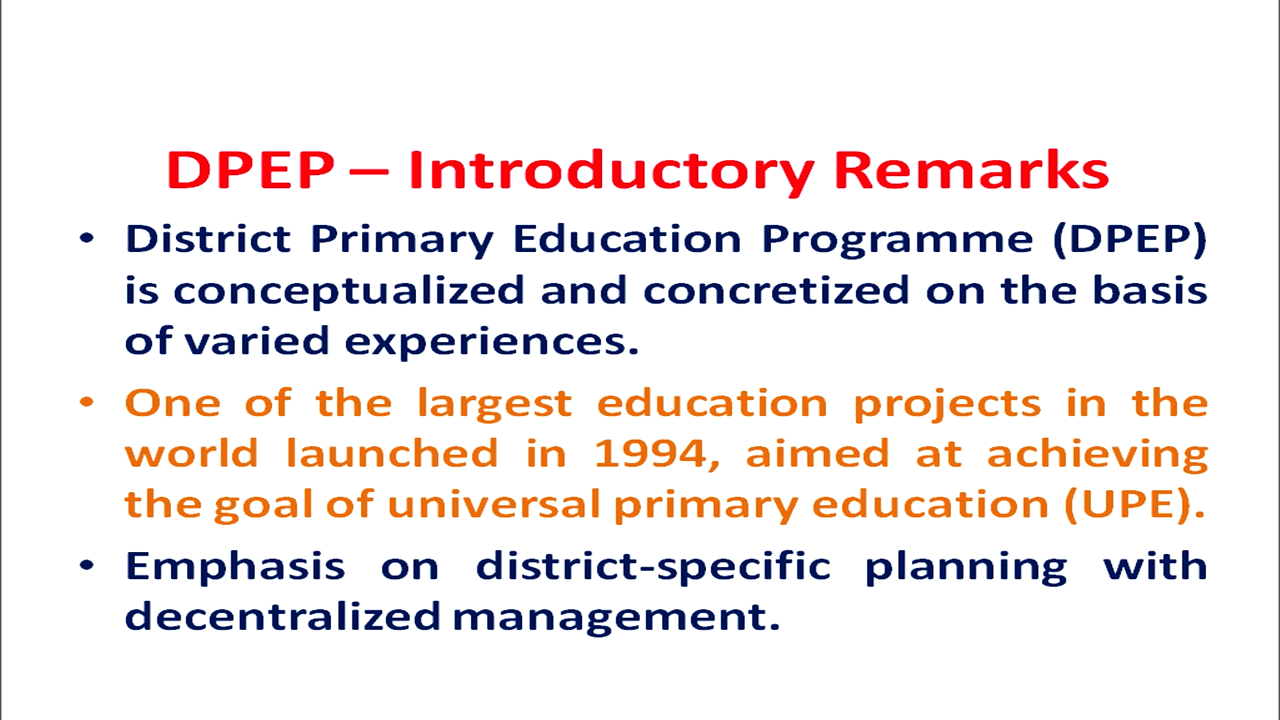 DPEP – Introductory Remarks
• District Primary Education Programme (DPEP)
is conceptualized and concretized on the basis
of varied experiences.
• One of the largest education projects in the
world launched in 1994, aimed at achieving
the goal of universal primary education (UPE).
• Emphasis on district-specific planning with
decentralized management.